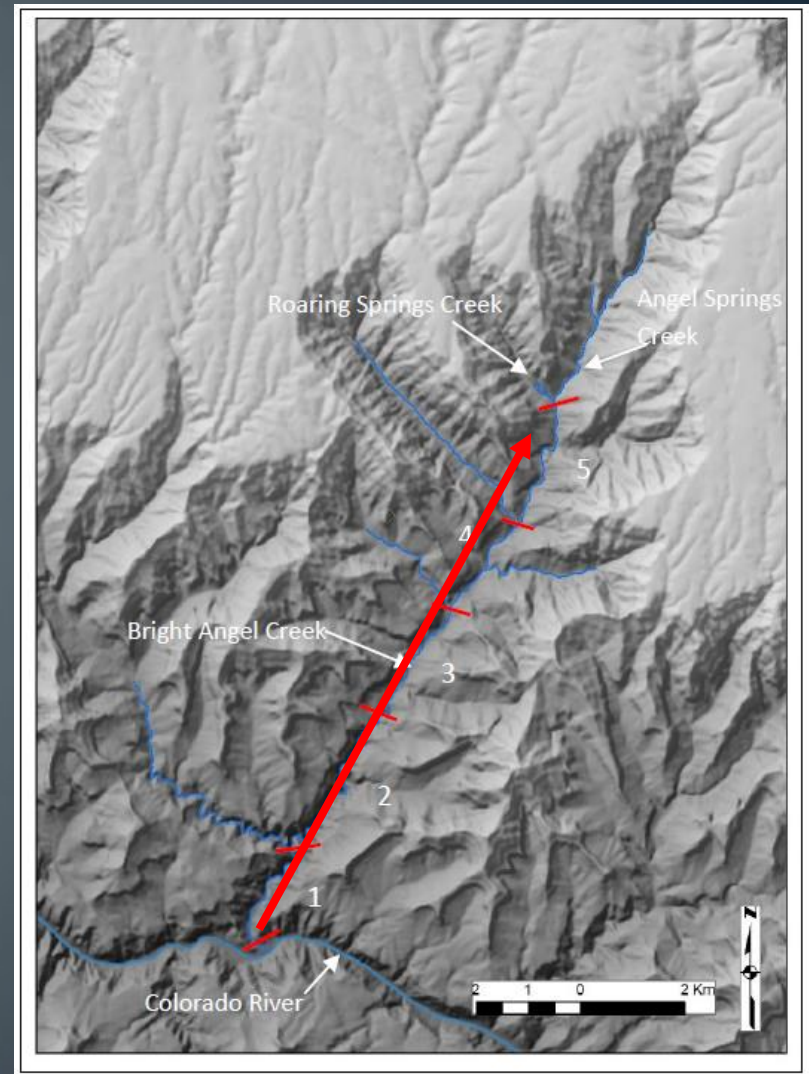 Roaring Springs Creek
Angel Springs
Creek
5
4
Bright Angel Creek
3
2
1
Colorado River
N
2 1 0 2 Km